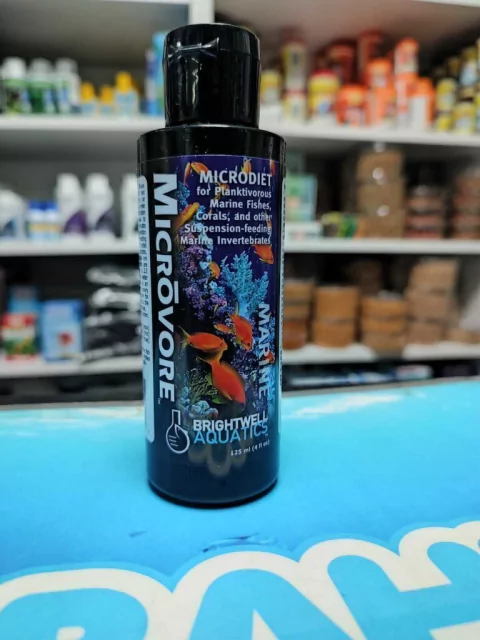 MICRODIET
for Planktivorous
Marine Fishes,
Corals, and other
Suspension-feeding
Marine Invertebrates
MICRŌVORE
MARINE
BRIGHTWELL
AQUATICS
125 ml (4 fl oz)